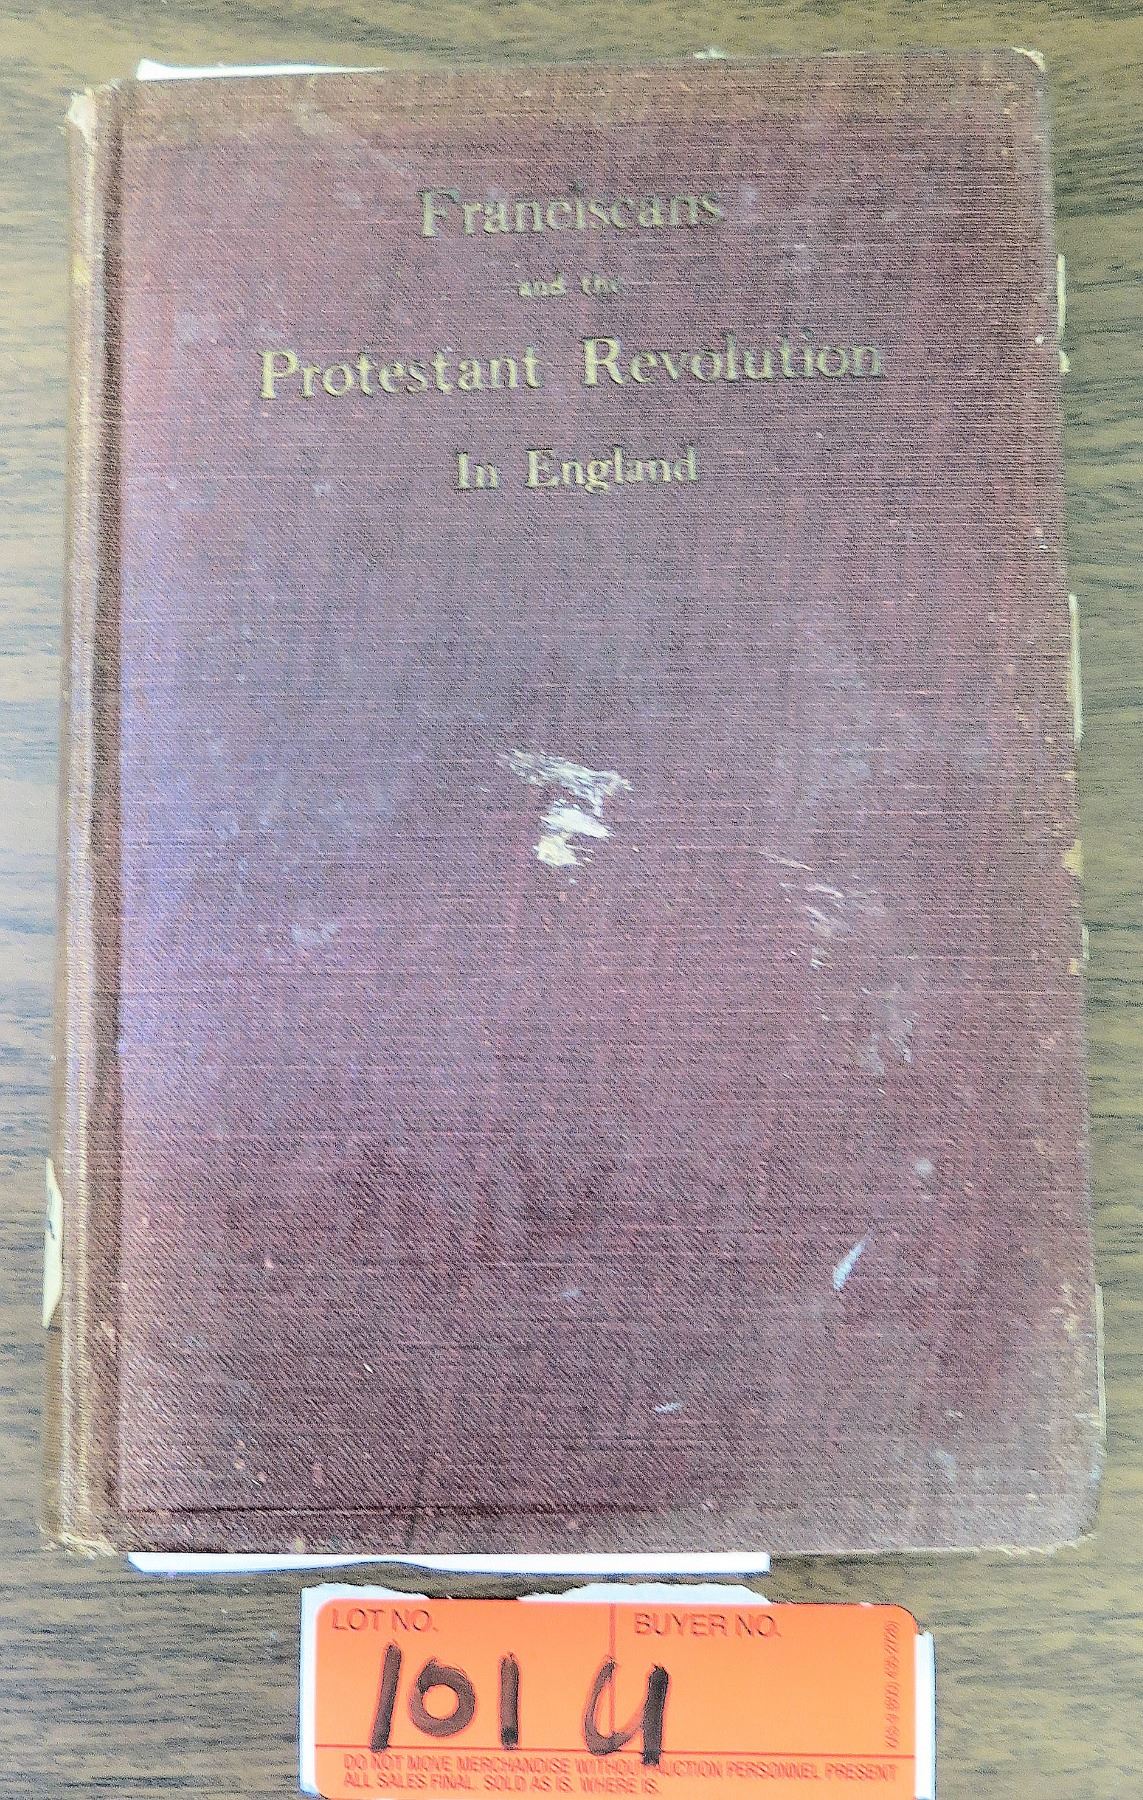 Franciscans
and the
Protestant Revolution
In England
LOT NO. BUYER NO.
101 U
DO NOT MOVE MERCHANDISE WITHOUT AUCTION PERSONNEL PRESENT
ALL SALES FINAL. SOLD AS IS. WHERE IS.